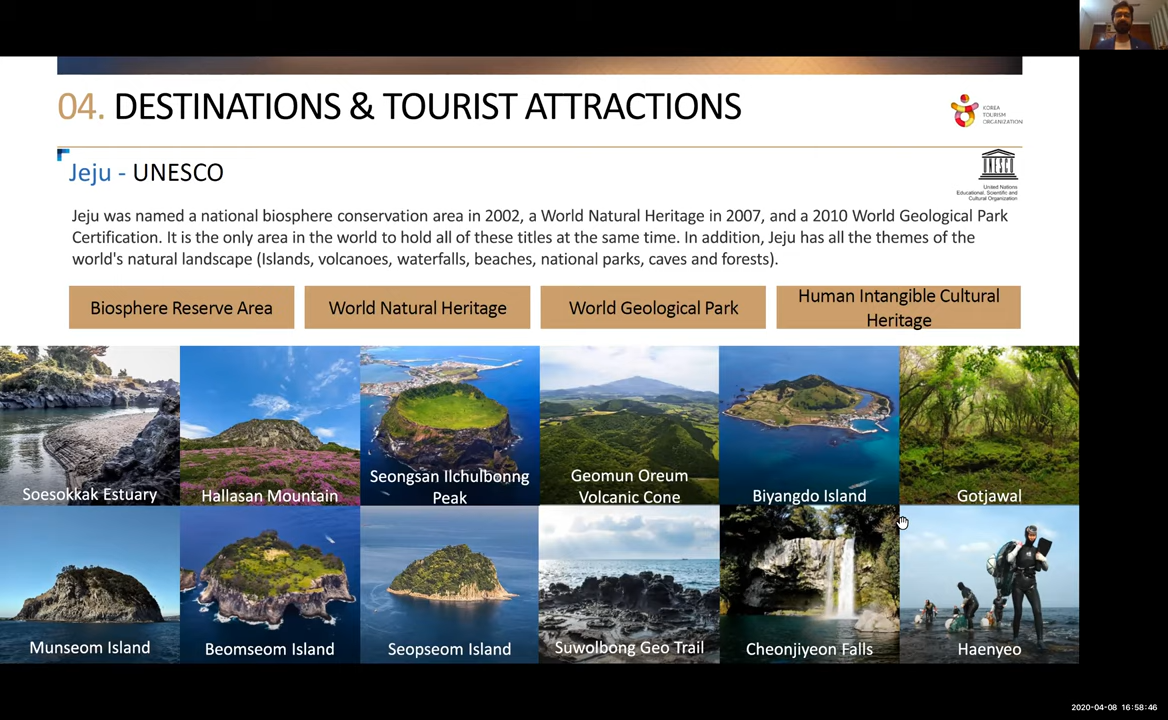 04. DESTINATIONS & TOURIST ATTRACTIONS
KOREA
TOURISM
ORGANIZATION
Jeju - UNESCO
UNESCO
United Nations
Educational, Scientific and
Cultural Organization
Jeju was named a national biosphere conservation area in 2002, a World Natural Heritage in 2007, and a 2010 World Geological Park
Certification. It is the only area in the world to hold all of these titles at the same time. In addition, Jeju has all the themes of the
world's natural landscape (Islands, volcanoes, waterfalls, beaches, national parks, caves and forests).
Biosphere Reserve Area
World Natural Heritage
World Geological Park
Human Intangible Cultural
Heritage
Soesokkak Estuary
Hallasan Mountain
Seongsan Ilchulbonng
Peak
Geomun Oreum
Volcanic Cone
Biyangdo Island
Gotjawal
Munseom Island
Beomseom Island
Seopseom Island
Suwolbong Geo Trail
Cheonjiyeon Falls
Haenyeo
2020-04-08 16:58:46